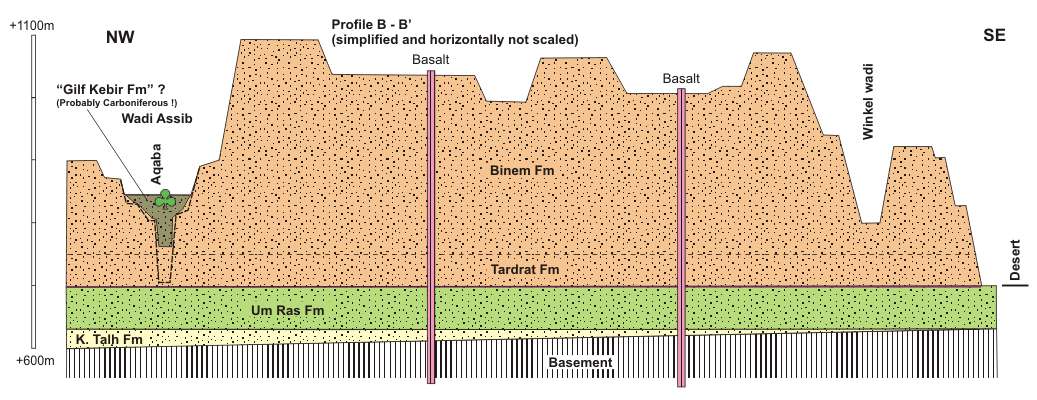 +1100m
NW
Profile B - B’
(simplified and horizontally not scaled)
SE
Basalt
Basalt
“Gilf Kebir Fm” ?
(Probably Carboniferous !)
Wadi Assib
Aqaba
Winkel wadi
Binem Fm
Tardrat Fm
Desert
Um Ras Fm
K. Talh Fm
+600m
Basement